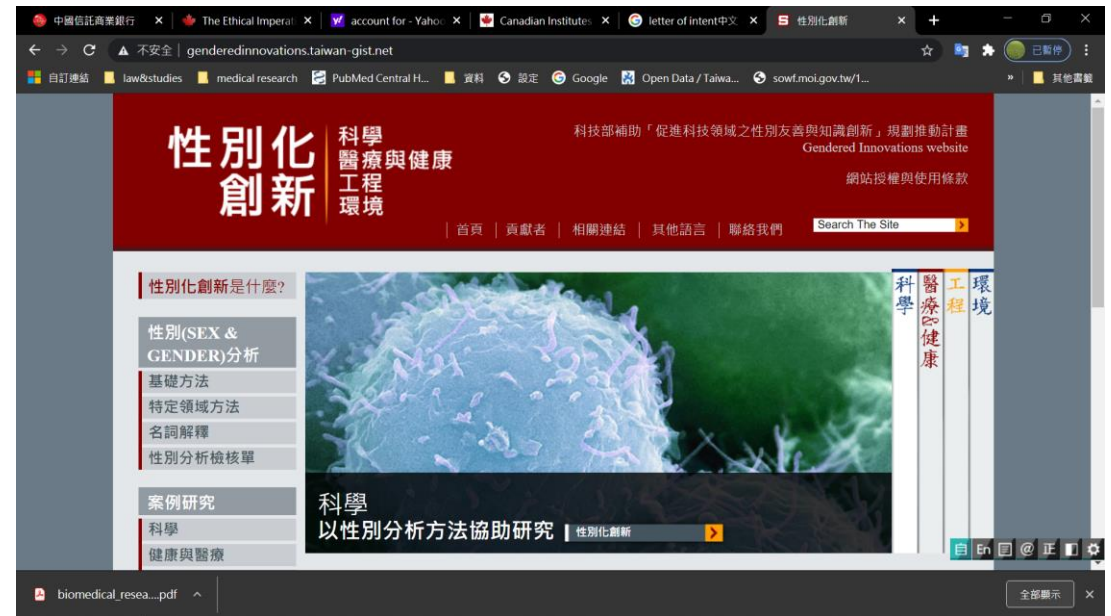 中國信託商業銀行
The Ethical Imperati
account for - Yahoo
Canadian Institutes
letter of intent中文
性別化創新
不安全 genderedinnovations.taiwan-gist.net
已暫停
自訂連結 law&studies medical research PubMed Central H... 資料 設定 Google Open Data / Taiwa... sowf.moi.gov.tw/1... » 其他書籤
性別化創新
科學
醫療與健康
工程
環境
科技部補助「促進科技領域之性別友善與知識創新」規劃推動計畫
Gendered Innovations website
網站授權與使用條款
| 首頁 | 貢獻者 | 相關連結 | 其他語言 | 聯絡我們
Search The Site
性別化創新是什麼?
性別(SEX &
GENDER)分析
基礎方法
特定領域方法
名詞解釋
性別分析檢核單
案例研究
科學
健康與醫療
科學
醫療&健康
工程
環境
科學
以性別分析方法協助研究
性別化創新
En
@
正
biomedical_resea....pdf
全部顯示